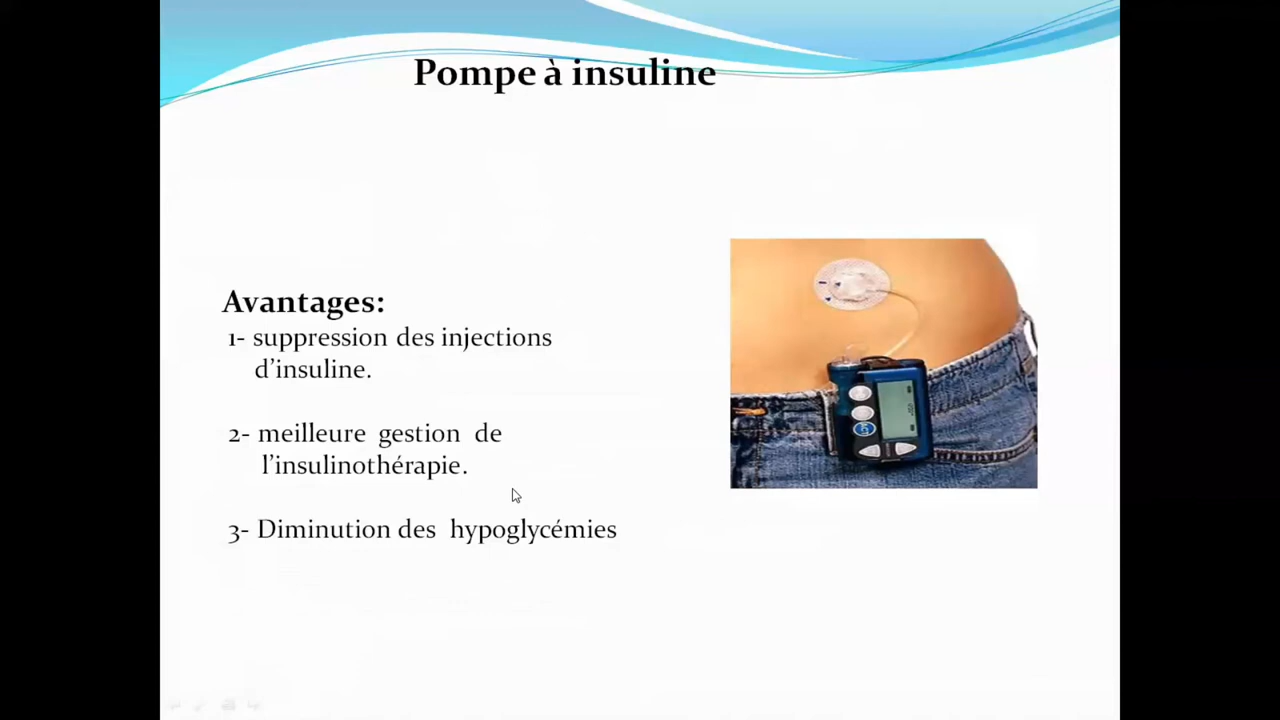 Pompe à insuline
Avantages:
1- suppression des injections
d’insuline.
2- meilleure gestion de
l’insulinothérapie.
3- Diminution des hypoglycémies